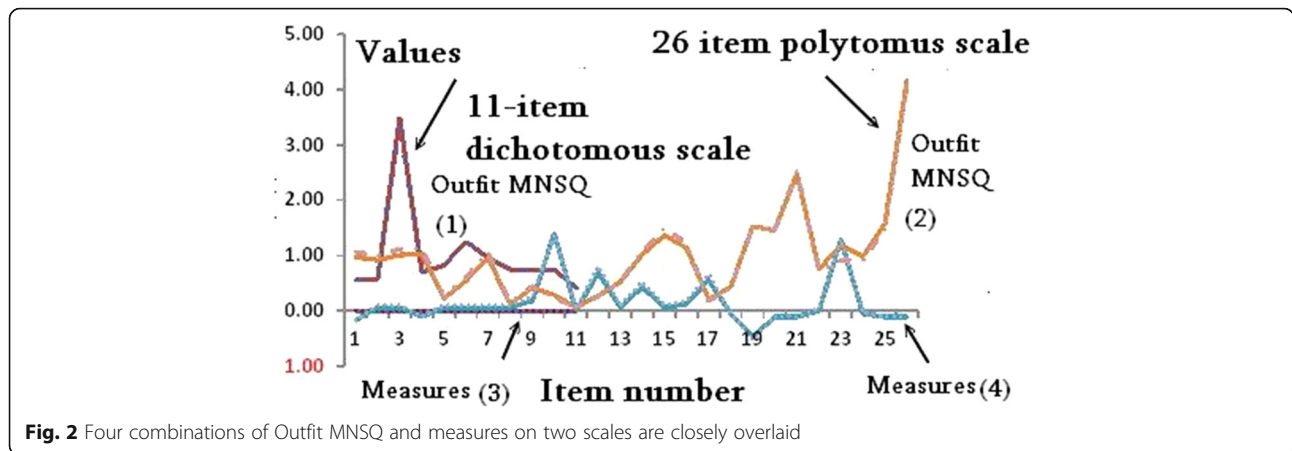 5.00
Values
26 item polytomus scale
4.00
11-item
dichotomous scale
3.00
Outfit MNSQ
(1)
Outfit
MNSQ
(2)
2.00
1.00
0.00
1 3 5 7 9 11 13 15 17 19 21 23 25
1.00
Measures (3)
Item number
Measures (4)
Fig. 2 Four combinations of Outfit MNSQ and measures on two scales are closely overlaid